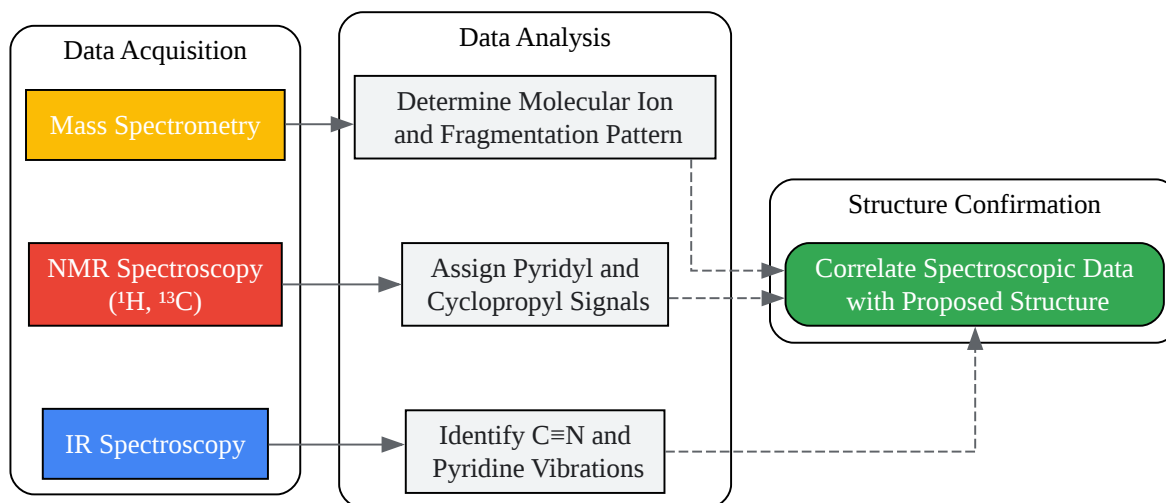 Data Acquisition
Mass Spectrometry
NMR Spectroscopy
(¹H, ¹³C)
IR Spectroscopy
Data Analysis
Determine Molecular Ion
and Fragmentation Pattern
Assign Pyridyl and
Cyclopropyl Signals
Identify C≡N and
Pyridine Vibrations
Structure Confirmation
Correlate Spectroscopic Data
with Proposed Structure